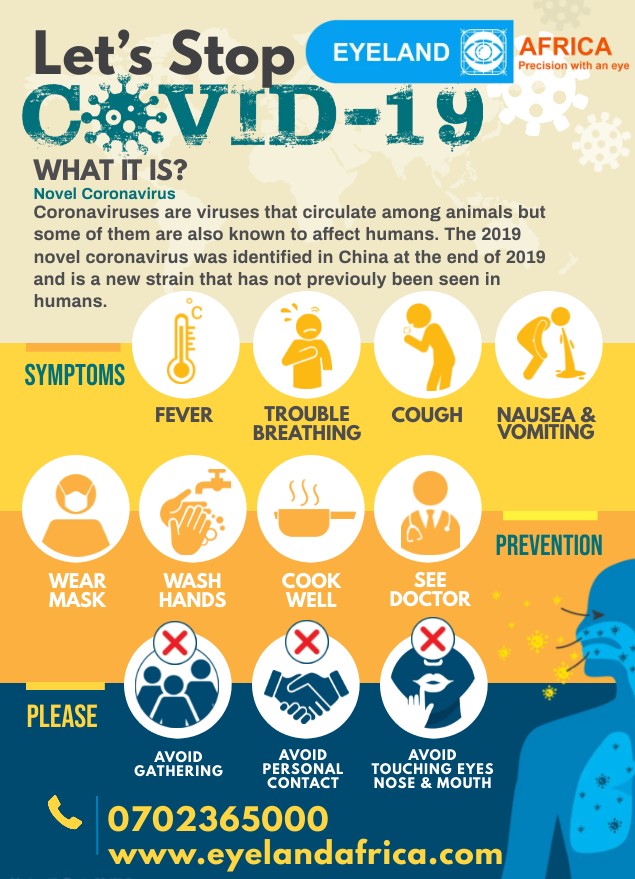 Let's Stop
EYELAND AFRICA
Precision with an eye
COVID-19
WHAT IT IS?
Novel Coronavirus
Coronaviruses are viruses that circulate among animals but
some of them are also known to affect humans. The 2019
novel coronavirus was identified in China at the end of 2019
and is a new strain that has not previouly been seen in
humans.
SYMPTOMS
°C
FEVER
TROUBLE
BREATHING
COUGH
NAUSEA &
VOMITING
PREVENTION
WEAR
MASK
WASH
HANDS
COOK
WELL
SEE
DOCTOR
PLEASE
AVOID
GATHERING
AVOID
PERSONAL
CONTACT
AVOID
TOUCHING EYES
NOSE & MOUTH
0702365000
www.eyelandafrica.com